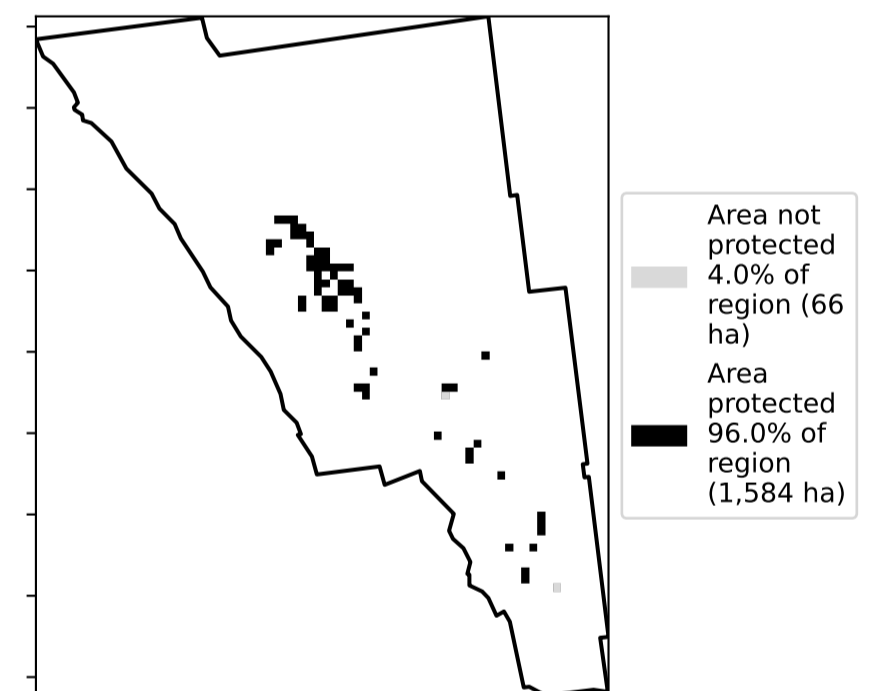 Area not
protected
4.0% of
region (66
ha)
Area
protected
96.0% of
region
(1,584 ha)